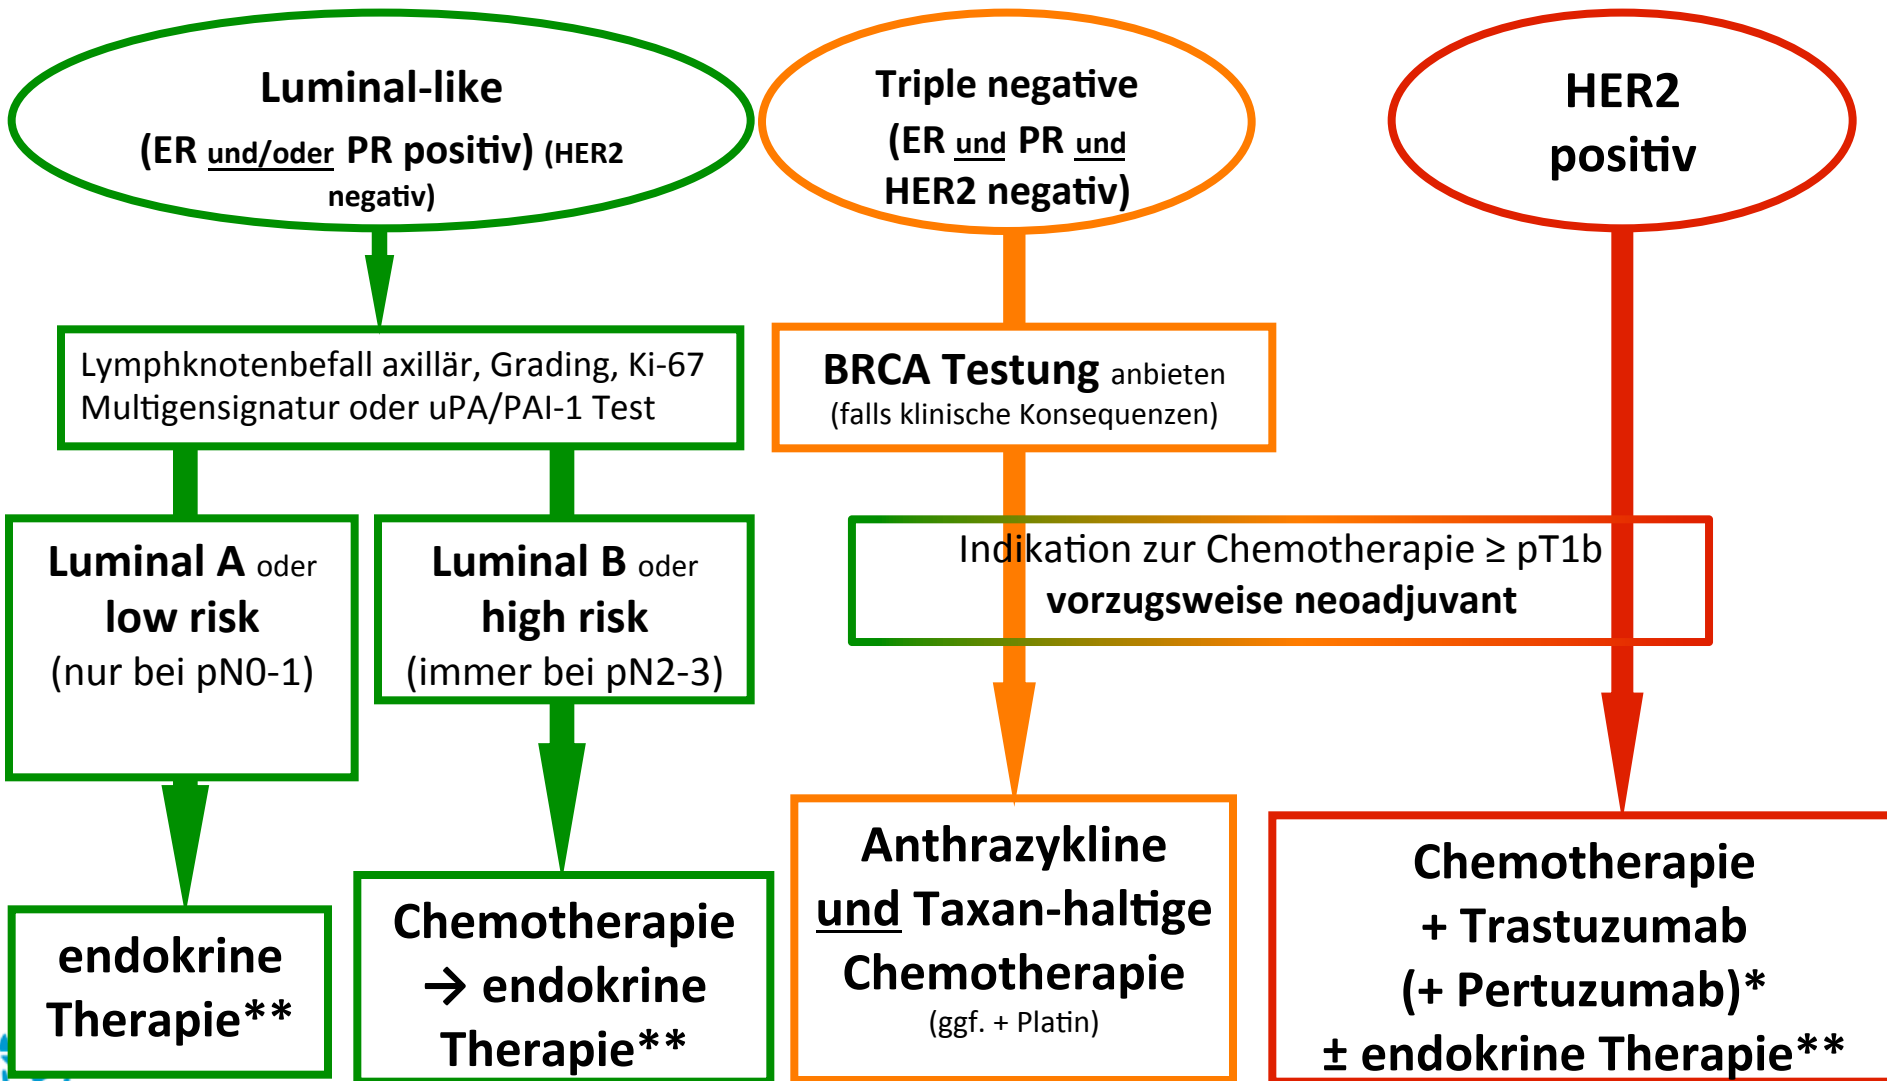 Luminal-like
(ER und/oder PR positiv) (HER2
negativ)
Triple negative
(ER und PR und
HER2 negativ)
HER2
positiv
Lymphknotenbefall axillär, Grading, Ki-67
Multigensignatur oder uPA/PAI-1 Test
BRCA Testung anbieten
(falls klinische Konsequenzen)
Luminal A oder
low risk
(nur bei pN0-1)
Luminal B oder
high risk
(immer bei pN2-3)
Indikation zur Chemotherapie ≥ pT1b
vorzugsweise neoadjuvant
endokrine
Therapie**
Chemotherapie
→ endokrine
Therapie**
Anthrazykline
und Taxan-haltige
Chemotherapie
(ggf. + Platin)
Chemotherapie
+ Trastuzumab
(+ Pertuzumab)*
± endokrine Therapie**